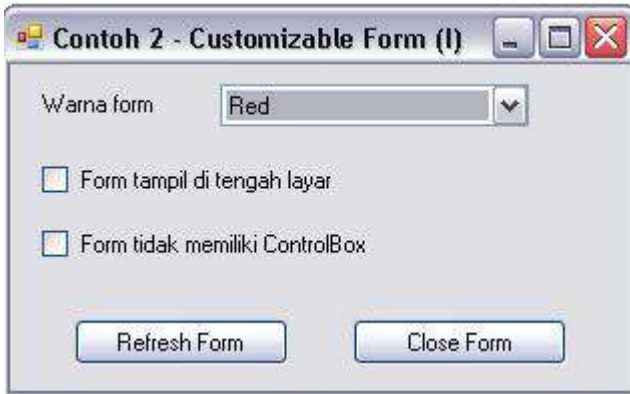 Contoh 2 - Customizable Form (I)
Warna form Red
Form tampil di tengah layar
Form tidak memiliki ControlBox
Refresh Form Close Form